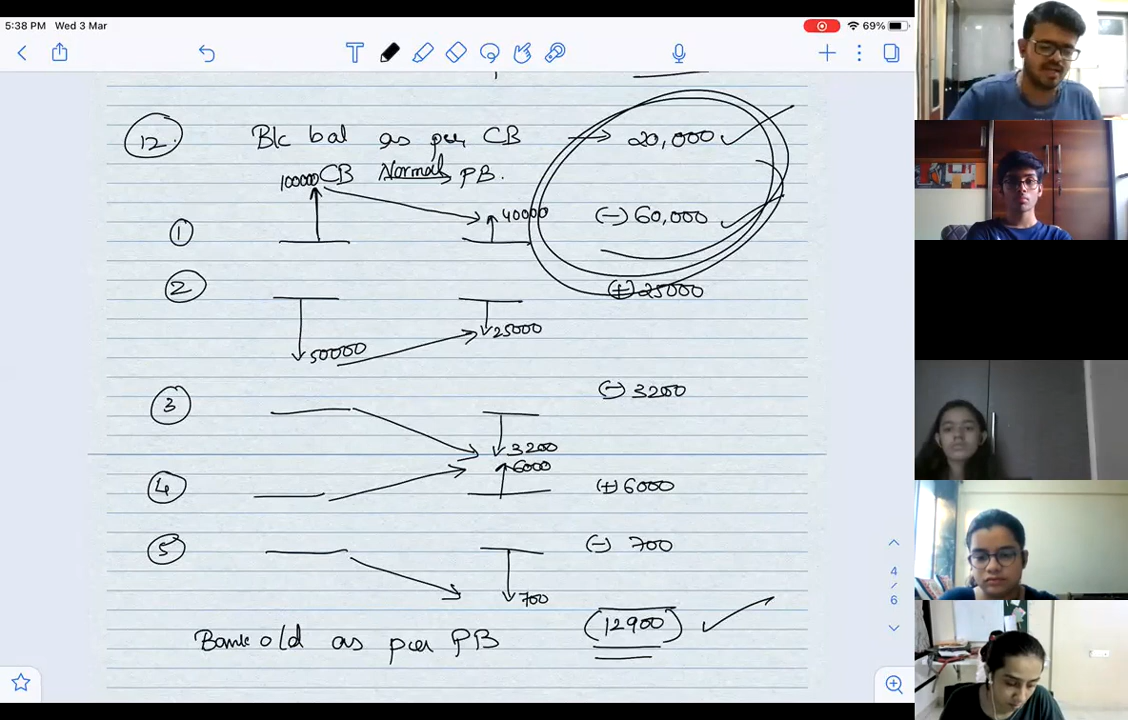 5:38 PM Wed 3 Mar
69%
T
12. Blc bal as per CB → 20,000
100000 CB Normal PB.
1 40000 (-) 60,000
2 50000 25000 (+) 25000
3 3200 (-) 3200
4 6000 (+) 6000
5 700 (-) 700
Bank old as per PB (12900)
4
/
6